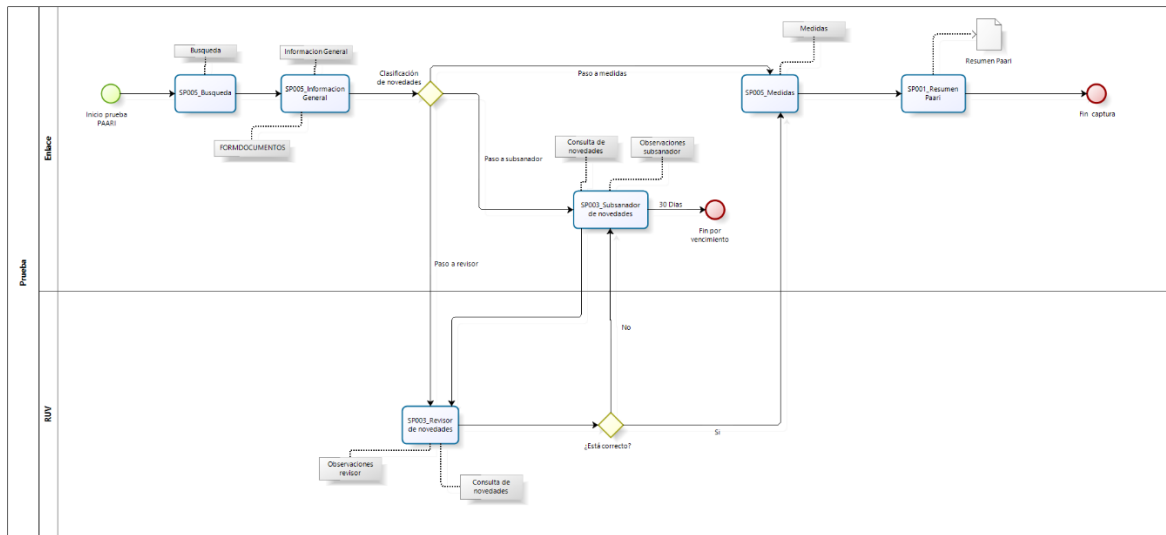 Prueba
Enlace
RUV
Inicio prueba
PAARI
Busqueda
SP005_Busqueda
Informacion General
SP005_Informacion
General
FORMDOCUMENTOS
Clasificación
de novedades
Paso a medidas
Paso a subsanador
Paso a revisor
Consulta de
novedades
Observaciones
subsanador
SP003_Subsanador
de novedades
30 Dias
Fin por
vencimiento
Medidas
SP005_Medidas
SP001_Resumen
Paari
Resumen Paari
Fin captura
SP003_Revisor
de novedades
Observaciones
revisor
Consulta de
novedades
¿Está correcto?
No
Si